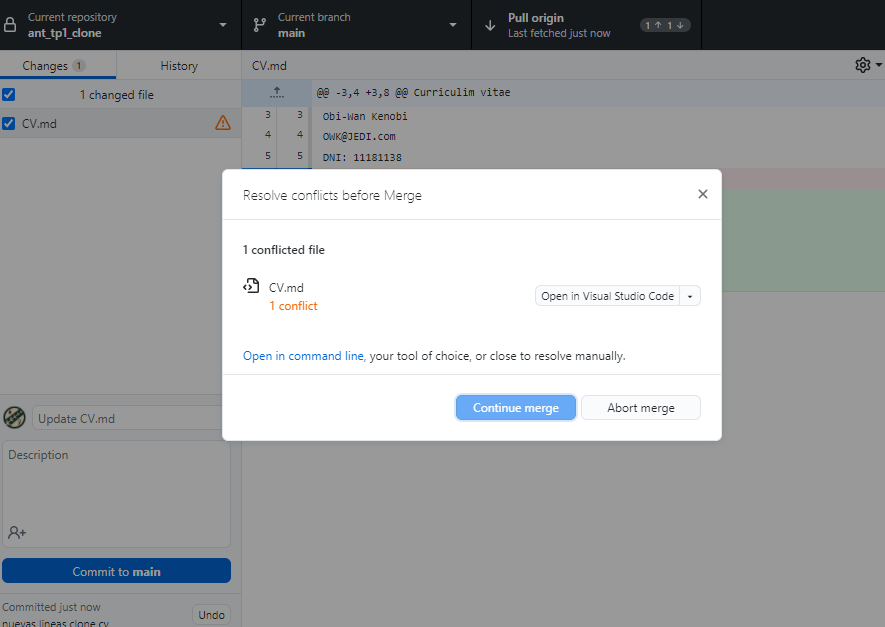 Current repository
ant_tp1_clone
Current branch
main
Pull origin
Last fetched just now
1 ↑ 1 ↓
Changes 1
History
CV.md
1 changed file
@@ -3,4 +3,8 @@ Curriculim vitae
CV.md
3 3 Obi-Wan Kenobi
4 4 OWK@JEDI.com
5 5 DNI: 11181138
Resolve conflicts before Merge
1 conflicted file
CV.md
1 conflict
Open in Visual Studio Code
Open in command line, your tool of choice, or close to resolve manually.
Continue merge
Abort merge
Update CV.md
Description
Commit to main
Committed just now
nuevas lineas clone cv
Undo